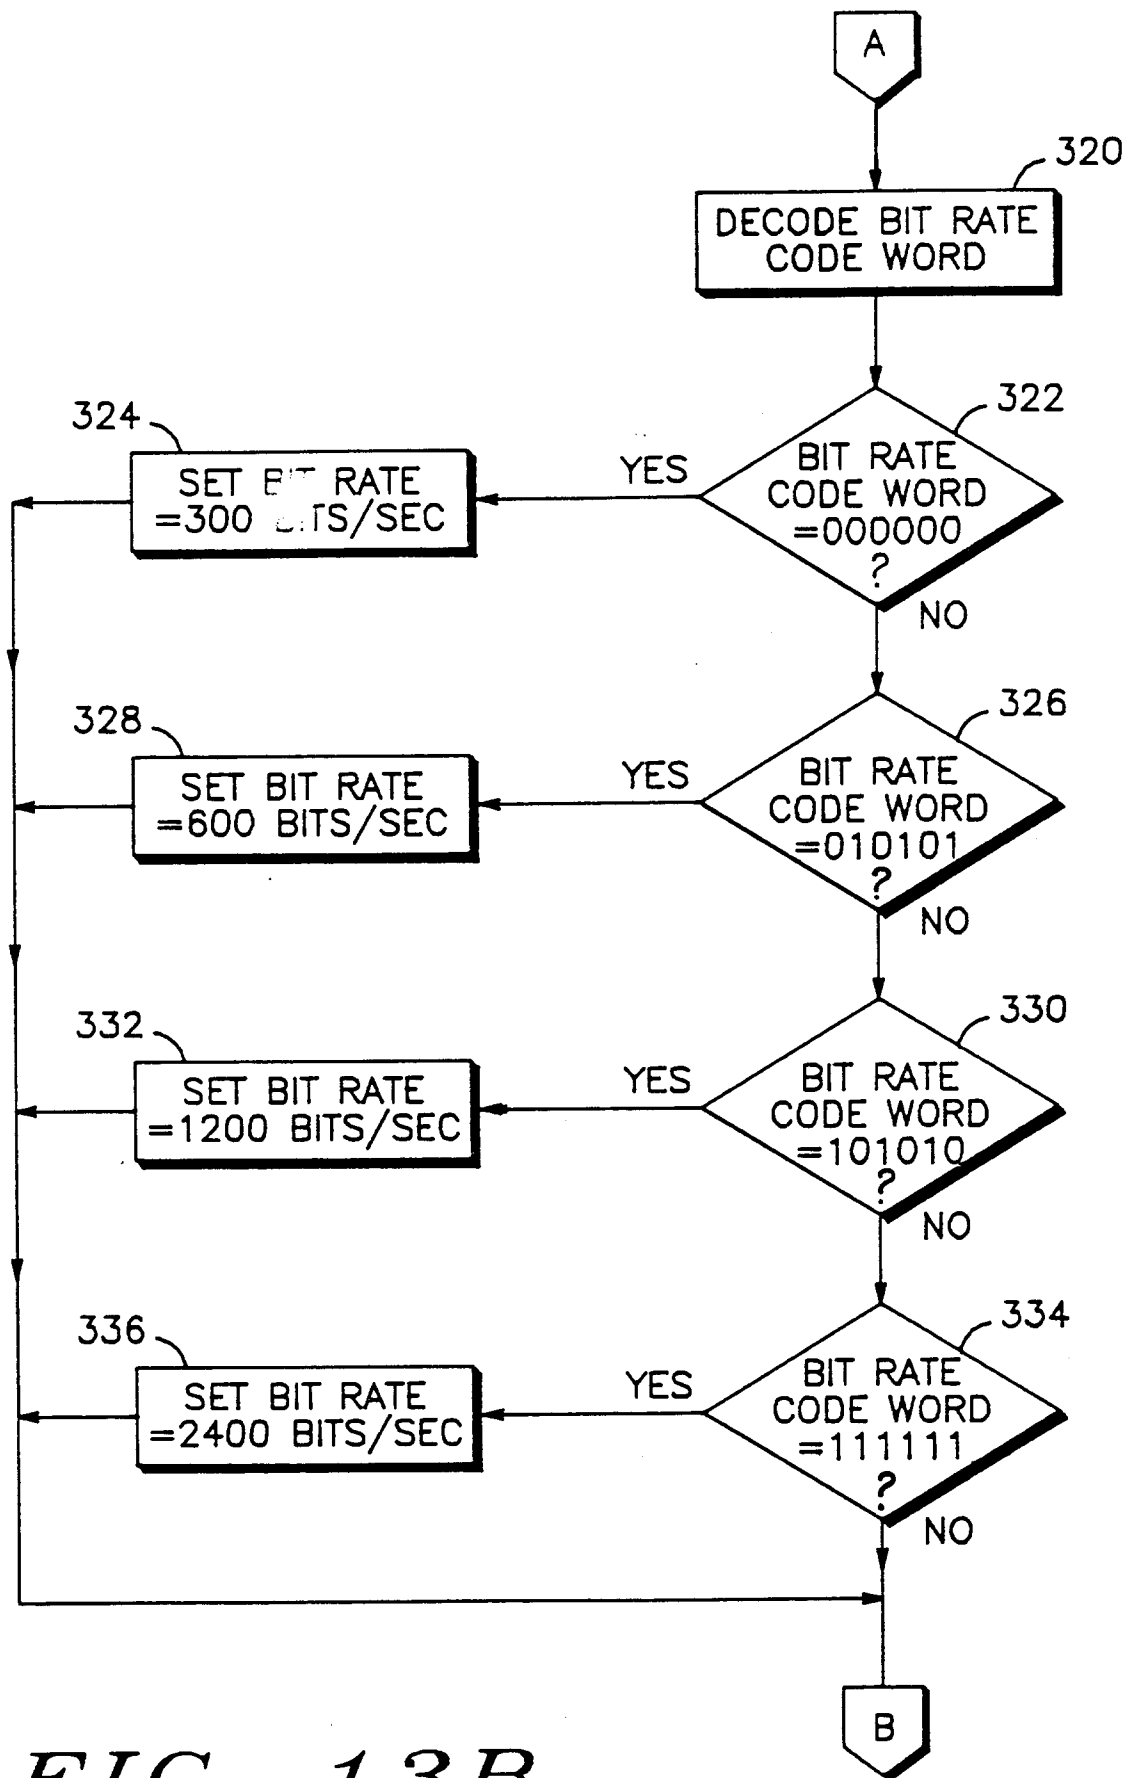 A
320
DECODE BIT RATE
CODE WORD
322
BIT RATE
CODE WORD
=000000
?
YES
NO
324
SET RATE
=300
326
BIT RATE
CODE WORD
=010101
?
YES
NO
328
SET BIT RATE
=600 BITS/SEC
330
BIT RATE
CODE WORD
=101010
?
YES
NO
332
SET BIT RATE
=1200 BITS/SEC
334
BIT RATE
CODE WORD
=111111
?
YES
NO
336
SET BIT RATE
=2400 BITS/SEC
B
FIG. 13B